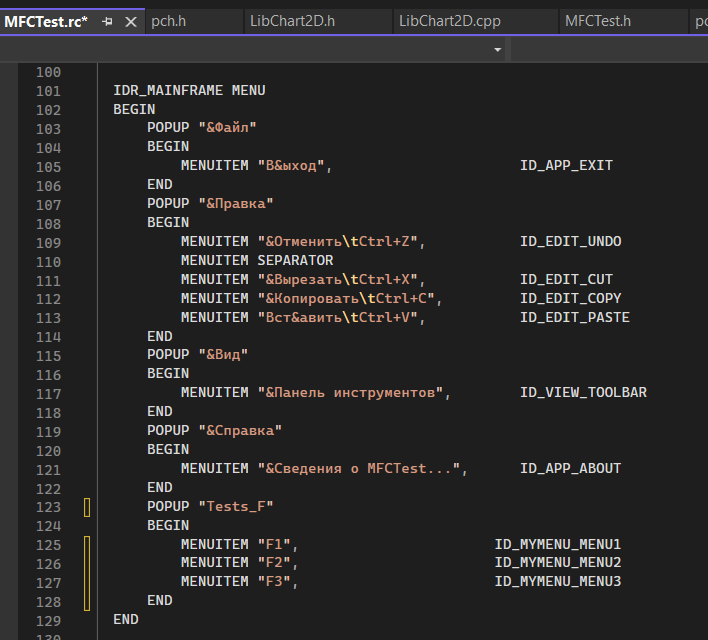 MFCTest.rc* pch.h LibChart2D.h LibChart2D.cpp MFCTest.h
100
101 IDR_MAINFRAME MENU
102 BEGIN
103 POPUP "&Файл"
104 BEGIN
105 MENUITEM "В&ыход", ID_APP_EXIT
106 END
107 POPUP "&Правка"
108 BEGIN
109 MENUITEM "&Отменить\tCtrl+Z", ID_EDIT_UNDO
110 MENUITEM SEPARATOR
111 MENUITEM "&Вырезать\tCtrl+X", ID_EDIT_CUT
112 MENUITEM "&Копировать\tCtrl+C", ID_EDIT_COPY
113 MENUITEM "Вст&авить\tCtrl+V", ID_EDIT_PASTE
114 END
115 POPUP "&Вид"
116 BEGIN
117 MENUITEM "&Панель инструментов", ID_VIEW_TOOLBAR
118 END
119 POPUP "&Справка"
120 BEGIN
121 MENUITEM "&Сведения о MFCTest...", ID_APP_ABOUT
122 END
123 POPUP "Tests_F"
124 BEGIN
125 MENUITEM "F1", ID_MYMENU_MENU1
126 MENUITEM "F2", ID_MYMENU_MENU2
127 MENUITEM "F3", ID_MYMENU_MENU3
128 END
129 END